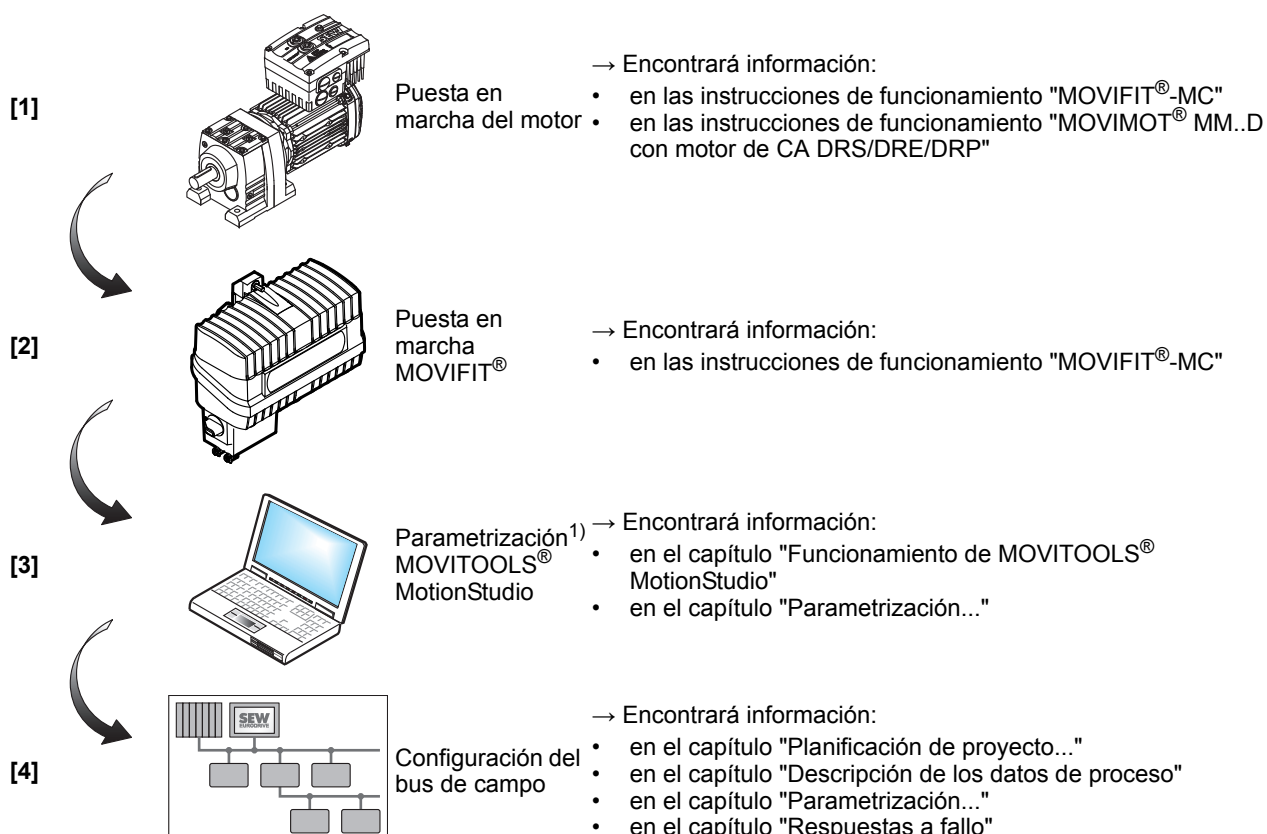 [1]
Puesta en
marcha del motor
→ Encontrará información:
• en las instrucciones de funcionamiento "MOVIFIT®-MC"
• en las instrucciones de funcionamiento "MOVIMOT® MM..D
con motor de CA DRS/DRE/DRP"
[2]
Puesta en
marcha
MOVIFIT®
→ Encontrará información:
• en las instrucciones de funcionamiento "MOVIFIT®-MC"
[3]
Parametrización1)
MOVITOOLS®
MotionStudio
→ Encontrará información:
• en el capítulo "Funcionamiento de MOVITOOLS®
MotionStudio"
• en el capítulo "Parametrización..."
[4]
SEW
EURODRIVE
Configuración del
bus de campo
→ Encontrará información:
• en el capítulo "Planificación de proyecto..."
• en el capítulo "Descripción de los datos de proceso"
• en el capítulo "Parametrización..."
• en el capítulo "Respuestas a fallo"